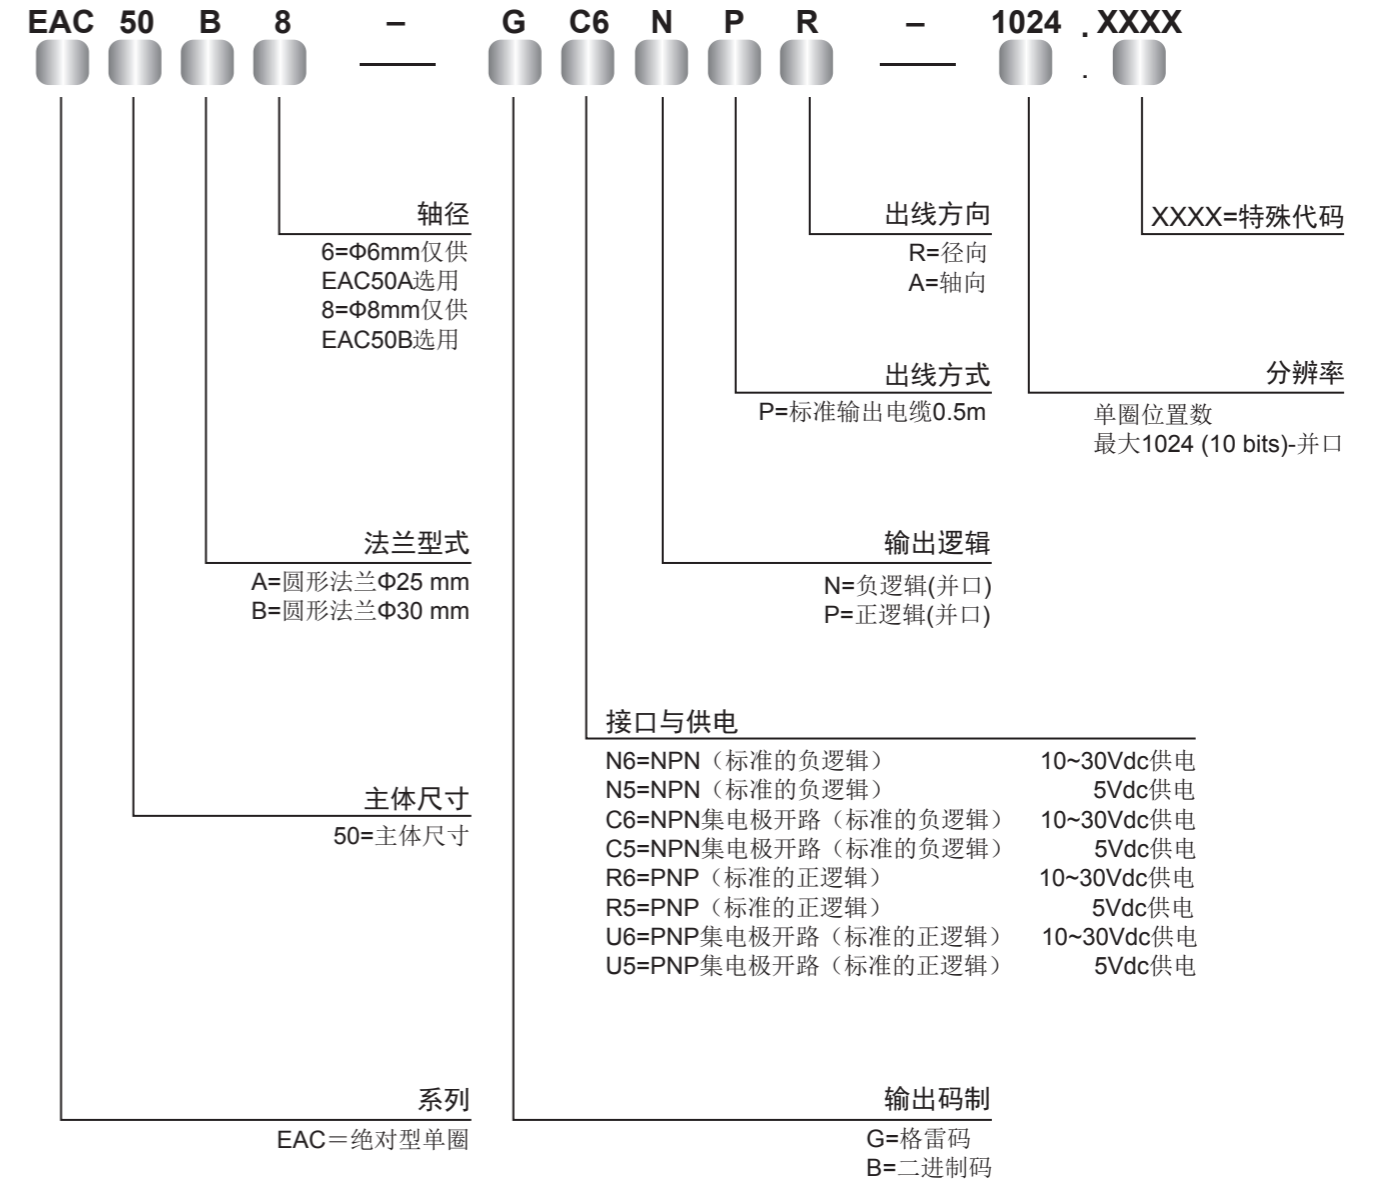 EAC 50 B 8 – G C6 N P R – 1024 . XXXX
.
轴径
6=Φ6mm仅供
EAC50A选用
8=Φ8mm仅供
EAC50B选用
出线方向
R=径向
A=轴向
XXXX=特殊代码
出线方式
P=标准输出电缆0.5m
分辨率
单圈位置数
最大1024 (10 bits)-并口
法兰型式
A=圆形法兰Φ25 mm
B=圆形法兰Φ30 mm
输出逻辑
N=负逻辑(并口)
P=正逻辑(并口)
接口与供电
N6=NPN（标准的负逻辑） 10~30Vdc供电
N5=NPN（标准的负逻辑） 5Vdc供电
C6=NPN集电极开路（标准的负逻辑） 10~30Vdc供电
C5=NPN集电极开路（标准的负逻辑） 5Vdc供电
R6=PNP（标准的正逻辑） 10~30Vdc供电
R5=PNP（标准的正逻辑） 5Vdc供电
U6=PNP集电极开路（标准的正逻辑） 10~30Vdc供电
U5=PNP集电极开路（标准的正逻辑） 5Vdc供电
主体尺寸
50=主体尺寸
系列
EAC＝绝对型单圈
输出码制
G=格雷码
B=二进制码